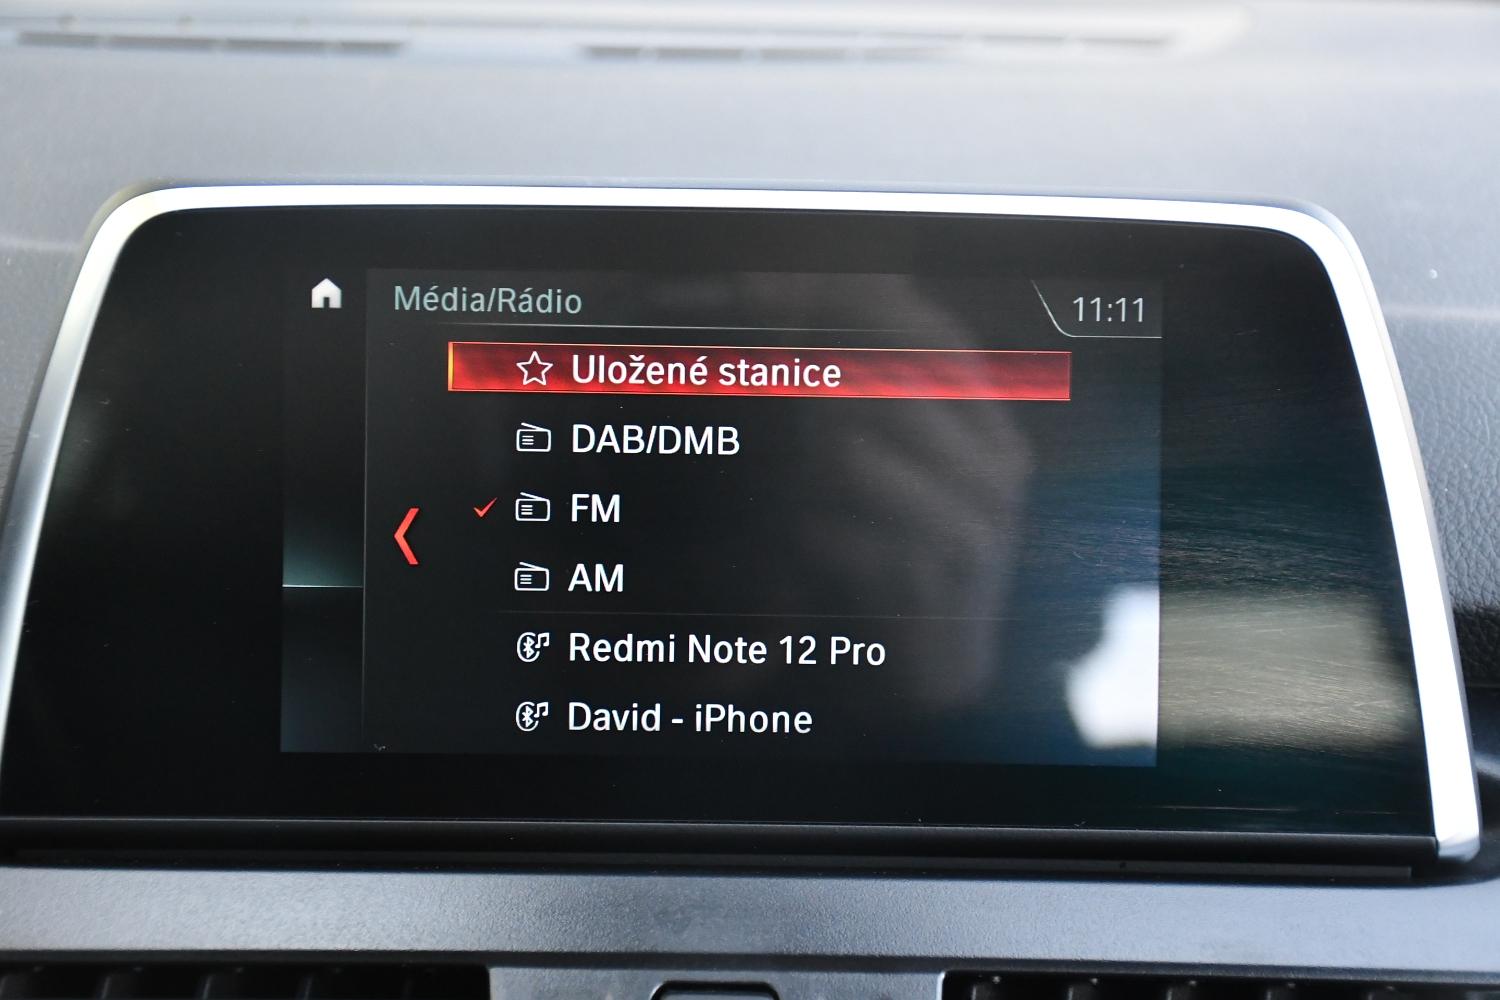 Média/Rádio
11:11
Uložené stanice
DAB/DMB
FM
AM
Redmi Note 12 Pro
David - iPhone